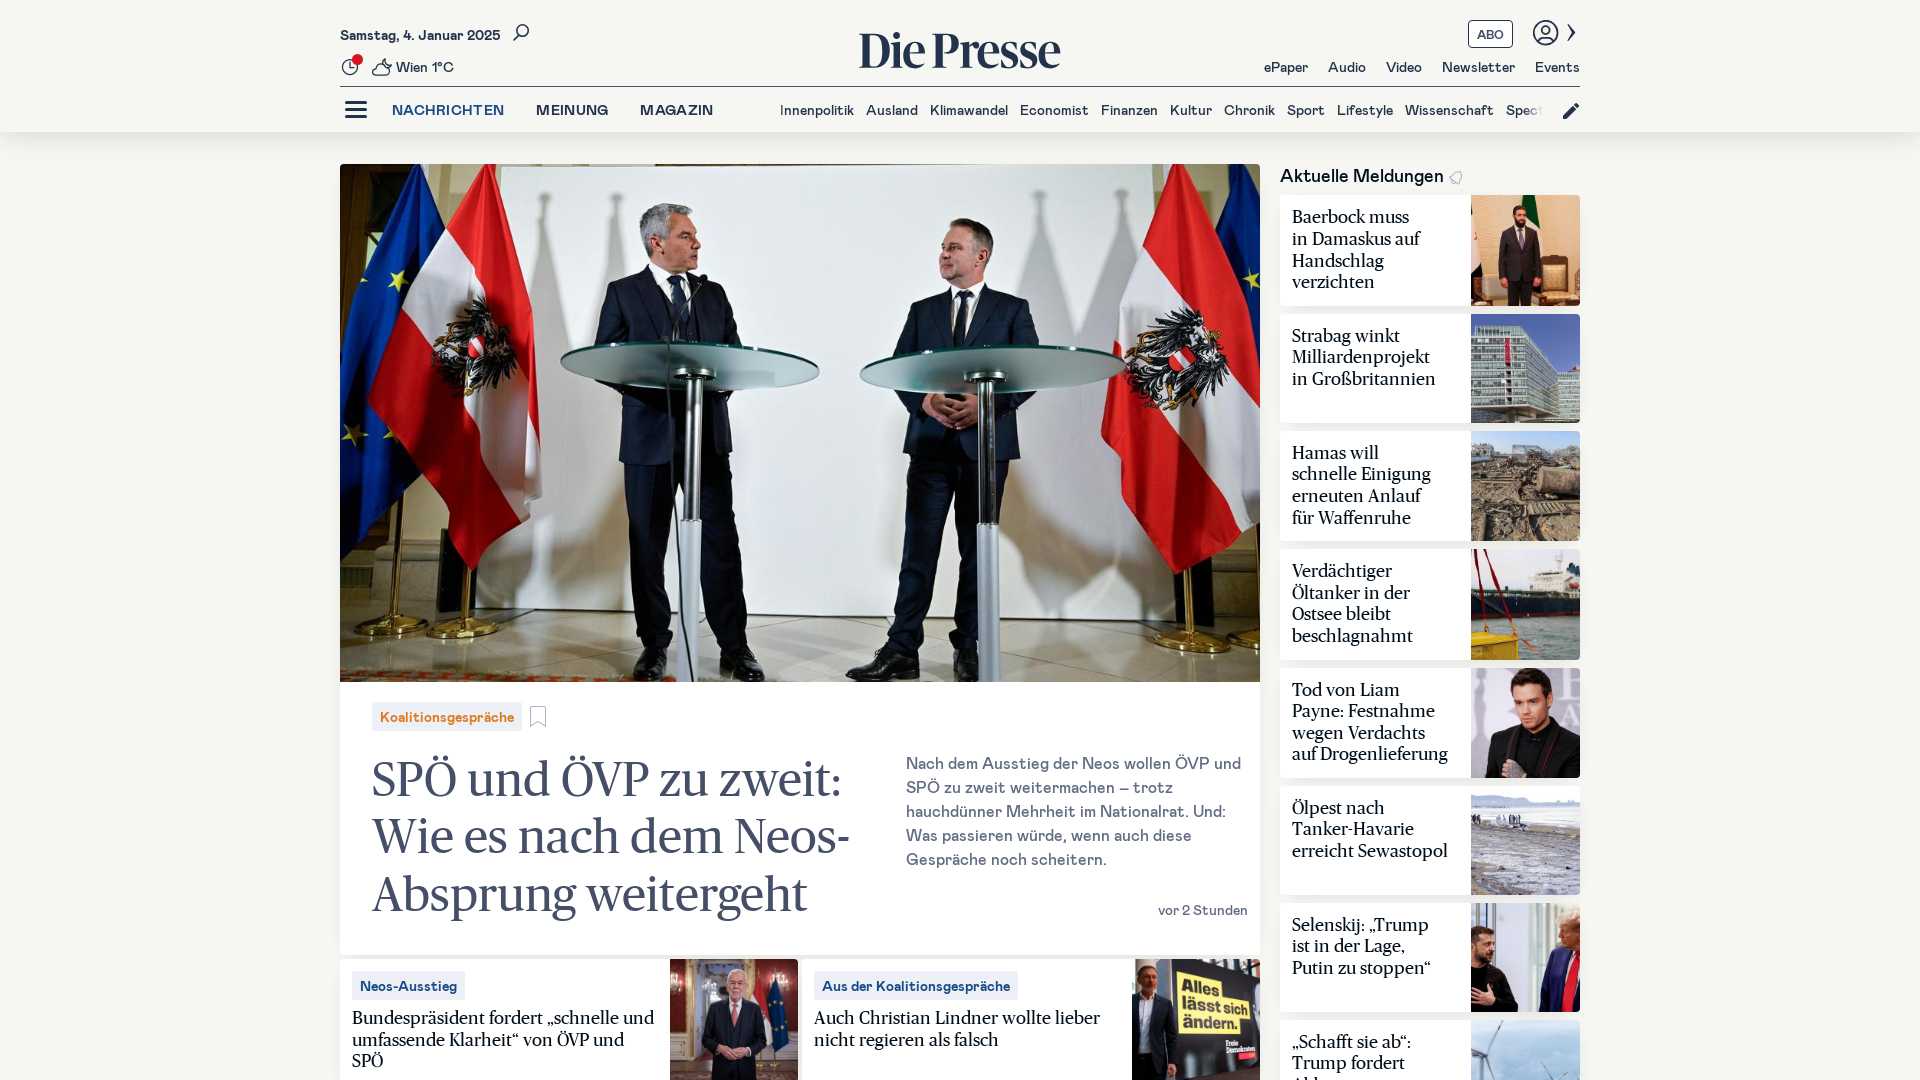 Samstag, 4. Januar 2025
Die Presse
ABO
Wien 1°C
ePaper Audio Video Newsletter Events
NACHRICHTEN MEINUNG MAGAZIN
Innenpolitik Ausland Klimawandel Economist Finanzen Kultur Chronik Sport Lifestyle Wissenschaft Spect
Koalitionsgespräche
SPÖ und ÖVP zu zweit:
Wie es nach dem Neos-
Absprung weitergeht
Nach dem Ausstieg der Neos wollen ÖVP und
SPÖ zu zweit weitermachen – trotz
hauchdünner Mehrheit im Nationalrat. Und:
Was passieren würde, wenn auch diese
Gespräche noch scheitern.
vor 2 Stunden
Neos-Ausstieg
Bundespräsident fordert „schnelle und
umfassende Klarheit“ von ÖVP und
SPÖ
Aus der Koalitionsgespräche
Auch Christian Lindner wollte lieber
nicht regieren als falsch
Alles
lässt sich
ändern.
Freie
Demokraten
Aktuelle Meldungen
Baerbock muss
in Damaskus auf
Handschlag
verzichten
Strabag winkt
Milliardenprojekt
in Großbritannien
Hamas will
schnelle Einigung
erneuten Anlauf
für Waffenruhe
Verdächtiger
Öltanker in der
Ostsee bleibt
beschlagnahmt
Tod von Liam
Payne: Festnahme
wegen Verdachts
auf Drogenlieferung
Ölpest nach
Tanker-Havarie
erreicht Sewastopol
Selenskij: „Trump
ist in der Lage,
Putin zu stoppen“
„Schafft sie ab“:
Trump fordert